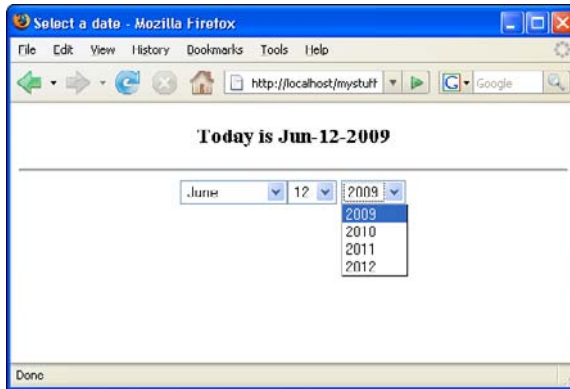 Select a date - Mozilla Firefox
File Edit View History Bookmarks Tools Help
http://localhost/mystuff G Google
Today is Jun-12-2009
June 12 2009
2009
2010
2011
2012
Done